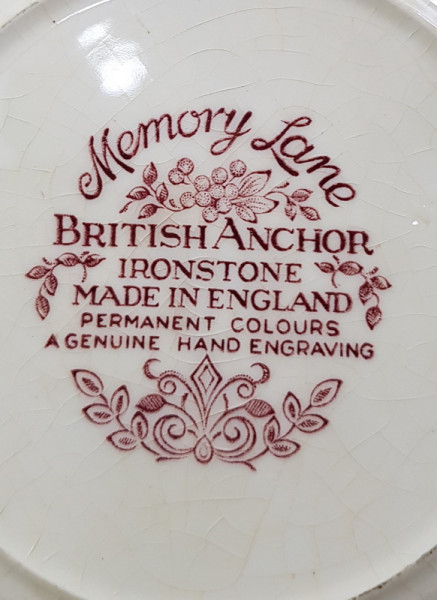 Memory Lane
BRITISH ANCHOR
IRONSTONE
MADE IN ENGLAND
PERMANENT COLOURS
A GENUINE HAND ENGRAVING